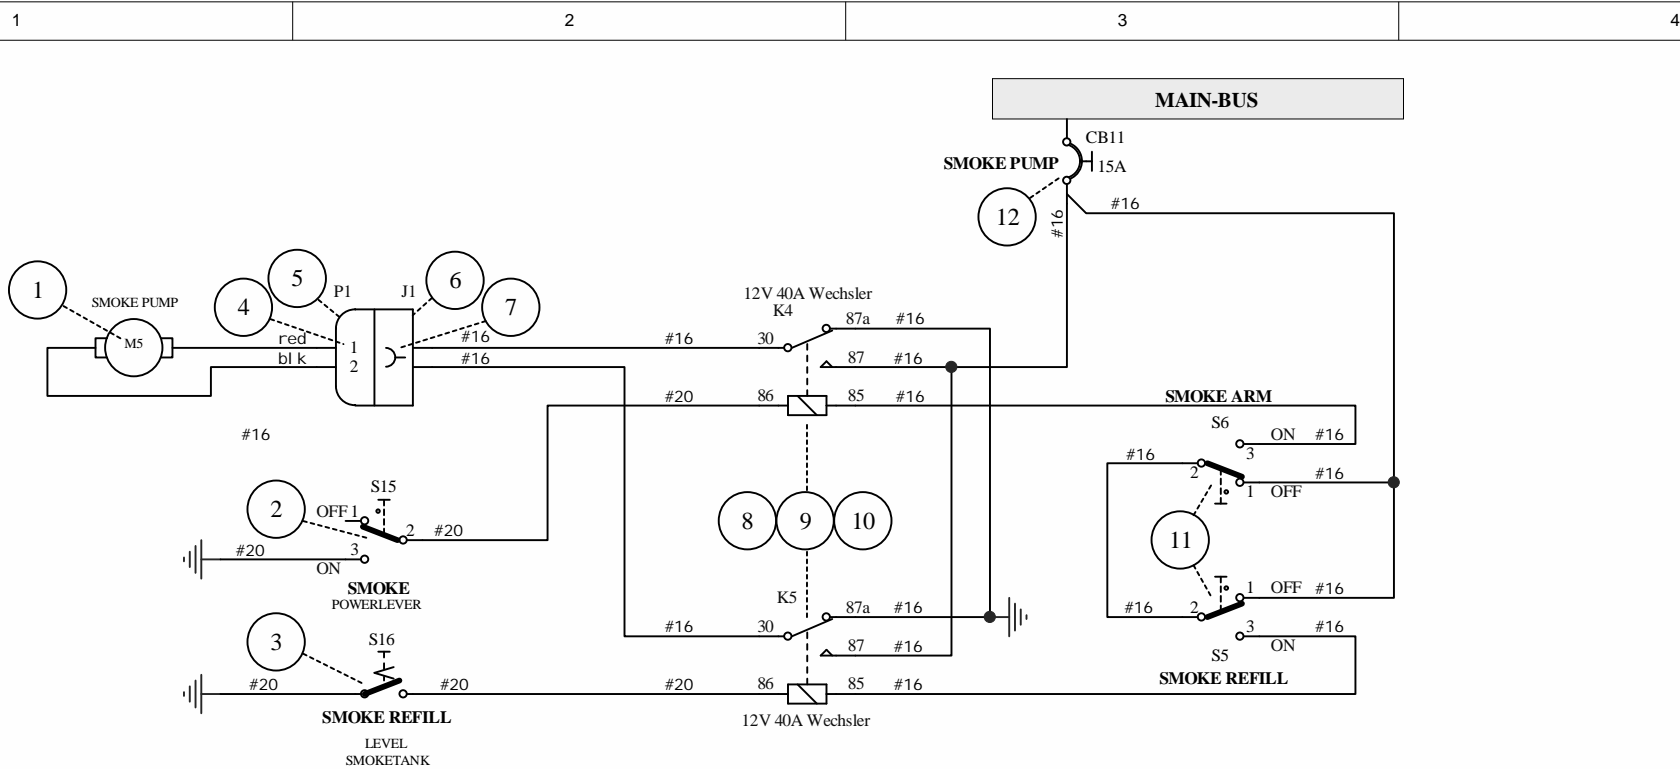 1 2 3 4
MAIN-BUS
CB11
SMOKE PUMP 15A
12 #16 #16
1 4 5 6 7
SMOKE PUMP P1 J1
M5 red 1 #16
blk 2 #16
12V 40A Wechsler
K4
#16 30 87a #16
87 #16
#20 86 85 #16
SMOKE ARM
S6
ON #16
3
#16 2 #16
1 OFF
#16
2 S15
OFF 1
2 #20
#20 3
ON
SMOKE
POWERLEVER
8 9 10
11
K5
#16 30 87a #16
87 #16
1 OFF #16
#16 2
3 #16
ON
S5
SMOKE REFILL
3 S16
#20 #20 #20 86 85 #16
12V 40A Wechsler
SMOKE REFILL
LEVEL
SMOKETANK